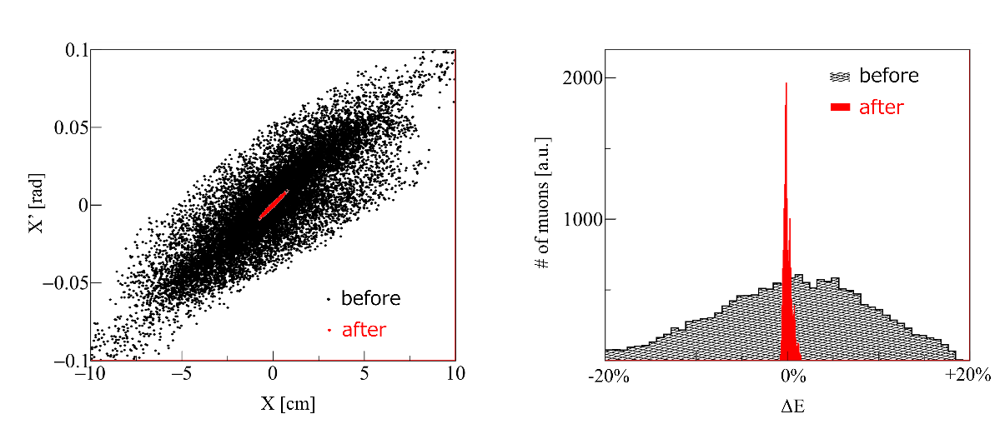 0.1
0.05
0
−0.05
−0.1
X’ [rad]
−10
−5
0
5
10
X [cm]
before
after
2000
1000
# of muons [a.u.]
before
after
-20%
0%
+20%
ΔE